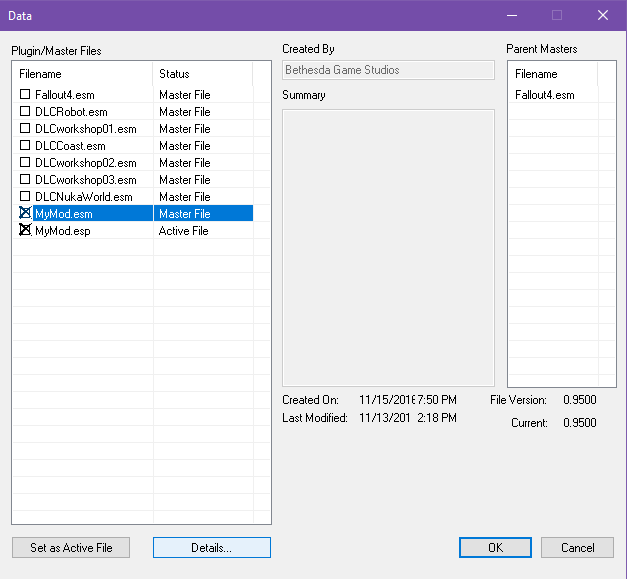 Data
Plugin/Master Files
Filename Status
Fallout4.esm Master File
DLCRobot.esm Master File
DLCworkshop01.esm Master File
DLCCoast.esm Master File
DLCworkshop02.esm Master File
DLCworkshop03.esm Master File
DLCNukaWorld.esm Master File
MyMod.esm Master File
MyMod.esp Active File
Set as Active File
Details...
Created By
Bethesda Game Studios
Summary
Created On: 11/15/2016 7:50 PM
Last Modified: 11/13/201 2:18 PM
Parent Masters
Filename
Fallout4.esm
File Version: 0.9500
Current: 0.9500
OK
Cancel